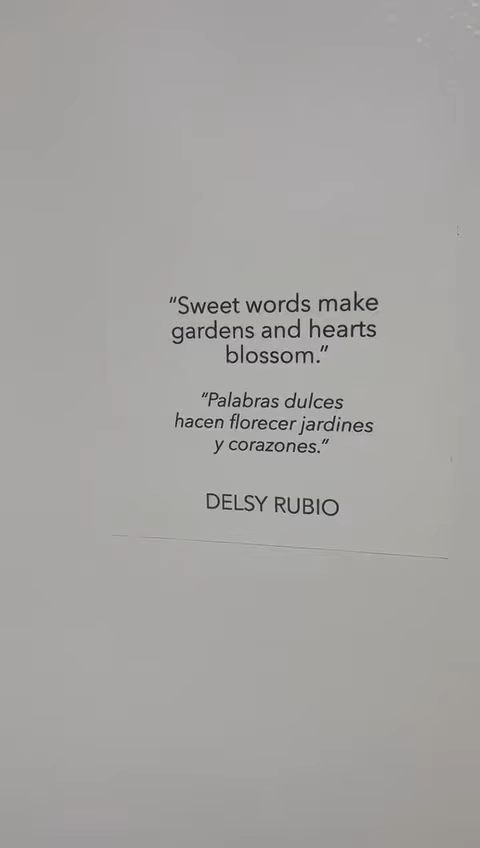 “Sweet words make
gardens and hearts
blossom.”
“Palabras dulces
hacen florecer jardines
y corazones.”
DELSY RUBIO